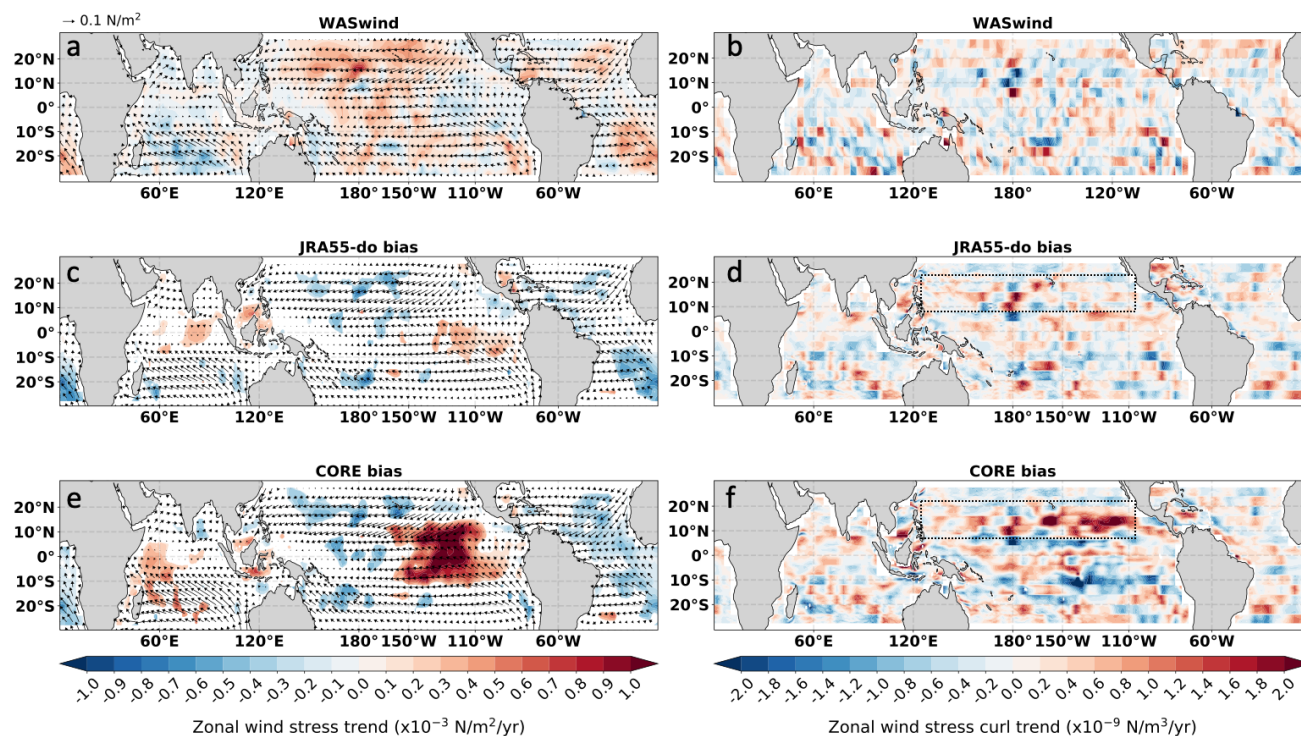 → 0.1 N/m²
WASwind
WASwind
a
b
20°N
10°N
0°
10°S
20°S
20°N
10°N
0°
10°S
20°S
60°E 120°E 180° 150°W 110°W 60°W
60°E 120°E 180° 120°W 60°W
JRA55-do bias
JRA55-do bias
c
d
20°N
10°N
0°
10°S
20°S
20°N
10°N
0°
10°S
20°S
60°E 120°E 180° 150°W 110°W 60°W
60°E 120°E 180° 150°W 110°W 60°W
CORE bias
CORE bias
e
f
20°N
10°N
0°
10°S
20°S
20°N
10°N
0°
10°S
20°S
60°E 120°E 180° 150°W 110°W 60°W
60°E 120°E 180° 150°W 110°W 60°W
-1.0 -0.9 -0.8 -0.7 -0.6 -0.5 -0.4 -0.3 -0.2 -0.1 0.0 0.1 0.2 0.3 0.4 0.5 0.6 0.7 0.8 0.9 1.0
Zonal wind stress trend (x10⁻³ N/m²/yr)
-2.0 -1.8 -1.6 -1.4 -1.2 -1.0 -0.8 -0.6 -0.4 -0.2 0.0 0.2 0.4 0.6 0.8 1.0 1.2 1.4 1.6 1.8 2.0
Zonal wind stress curl trend (x10⁻⁹ N/m³/yr)